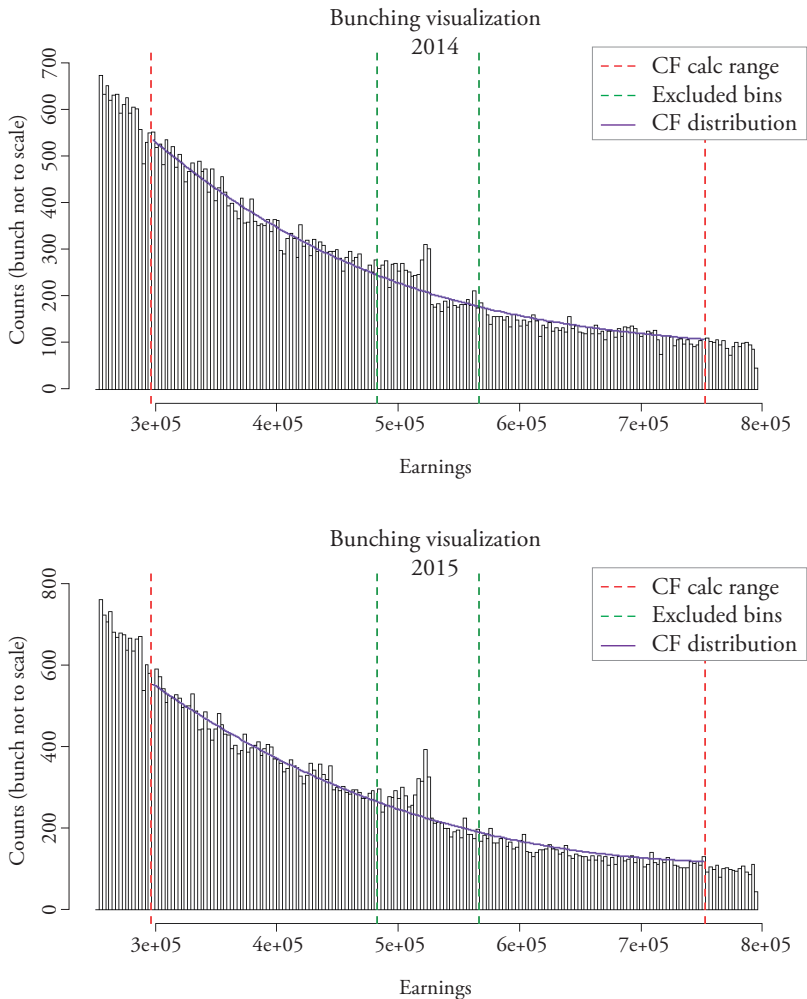 Bunching visualization
2014
CF calc range
Excluded bins
CF distribution
Counts (bunch not to scale)
700
600
500
400
300
200
100
0
3e+05 4e+05 5e+05 6e+05 7e+05 8e+05
Earnings
Bunching visualization
2015
CF calc range
Excluded bins
CF distribution
Counts (bunch not to scale)
800
600
400
200
0
3e+05 4e+05 5e+05 6e+05 7e+05 8e+05
Earnings